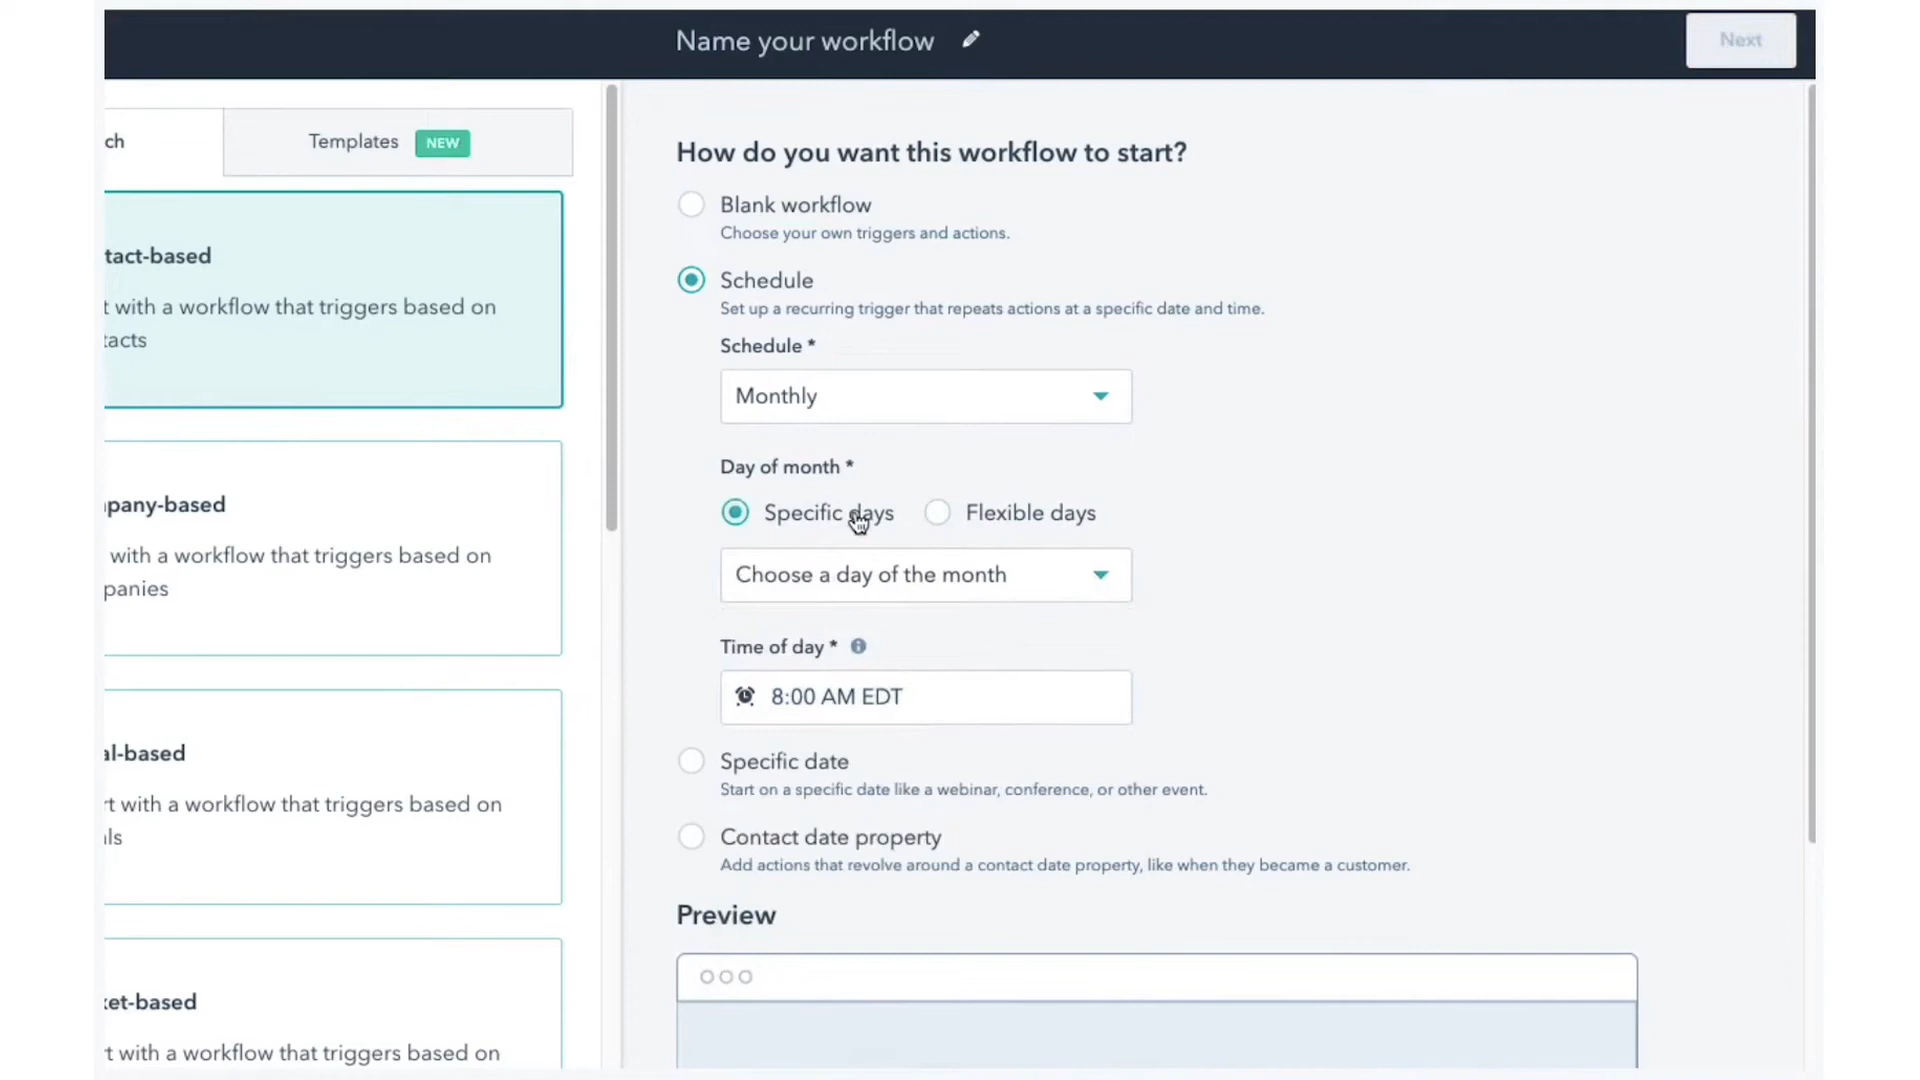 Name your workflow
Next
ch
Templates NEW
tact-based
t with a workflow that triggers based on
tacts
pany-based
with a workflow that triggers based on
panies
al-based
rt with a workflow that triggers based on
ls
ket-based
t with a workflow that triggers based on
How do you want this workflow to start?
Blank workflow
Choose your own triggers and actions.
Schedule
Set up a recurring trigger that repeats actions at a specific date and time.
Schedule *
Monthly
Day of month *
Specific days Flexible days
Choose a day of the month
Time of day *
8:00 AM EDT
Specific date
Start on a specific date like a webinar, conference, or other event.
Contact date property
Add actions that revolve around a contact date property, like when they became a customer.
Preview